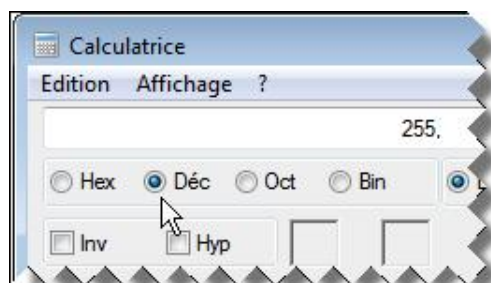 Calculatrice
Edition Affichage ?
255,
Hex Déc Oct Bin
Inv Hyp